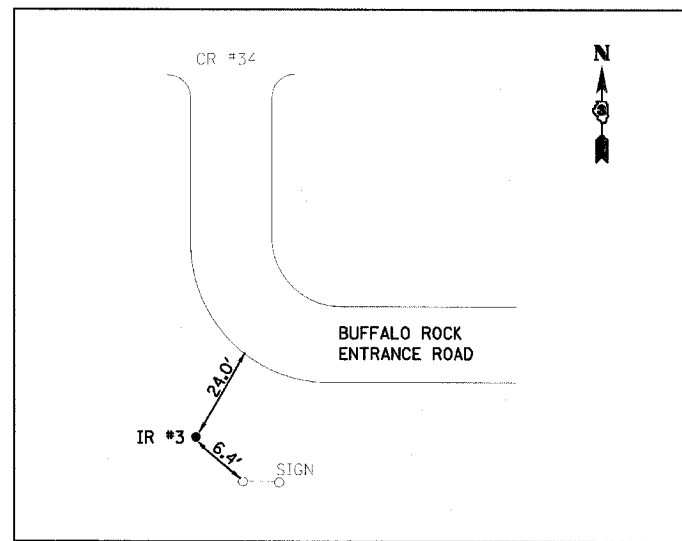 CR #34
N
BUFFALO ROCK
ENTRANCE ROAD
24.0'
IR #3
6.4'
SIGN